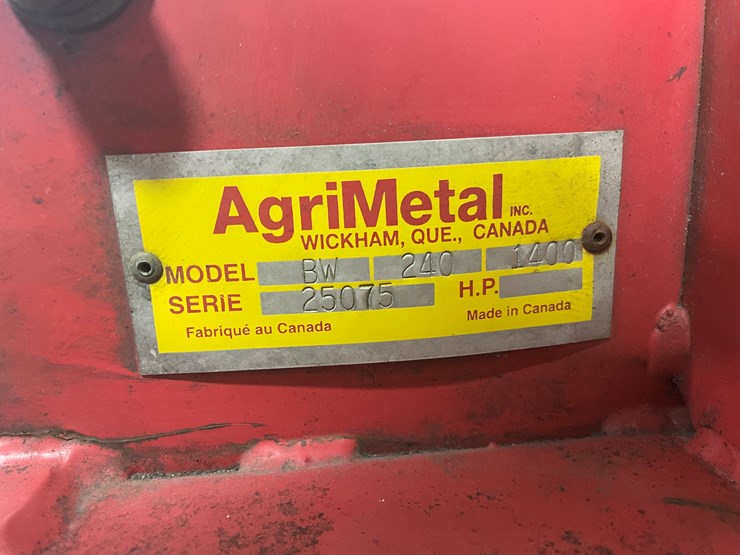 AgriMetal INC.
WICKHAM, QUE., CANADA
MODEL BW 240 1400
SERIE 25075 H.P.
Fabriqué au Canada Made in Canada